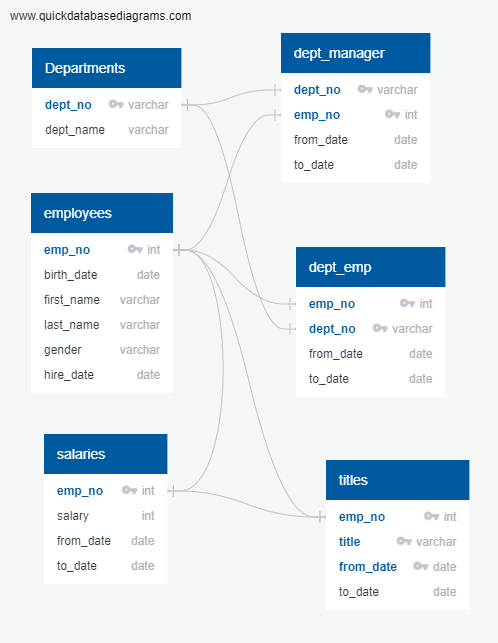 www.quickdatabasediagrams.com
Departments
dept_no varchar
dept_name varchar
dept_manager
dept_no varchar
emp_no int
from_date date
to_date date
employees
emp_no int
birth_date date
first_name varchar
last_name varchar
gender varchar
hire_date date
dept_emp
emp_no int
dept_no varchar
from_date date
to_date date
salaries
emp_no int
salary int
from_date date
to_date date
titles
emp_no int
title varchar
from_date date
to_date date